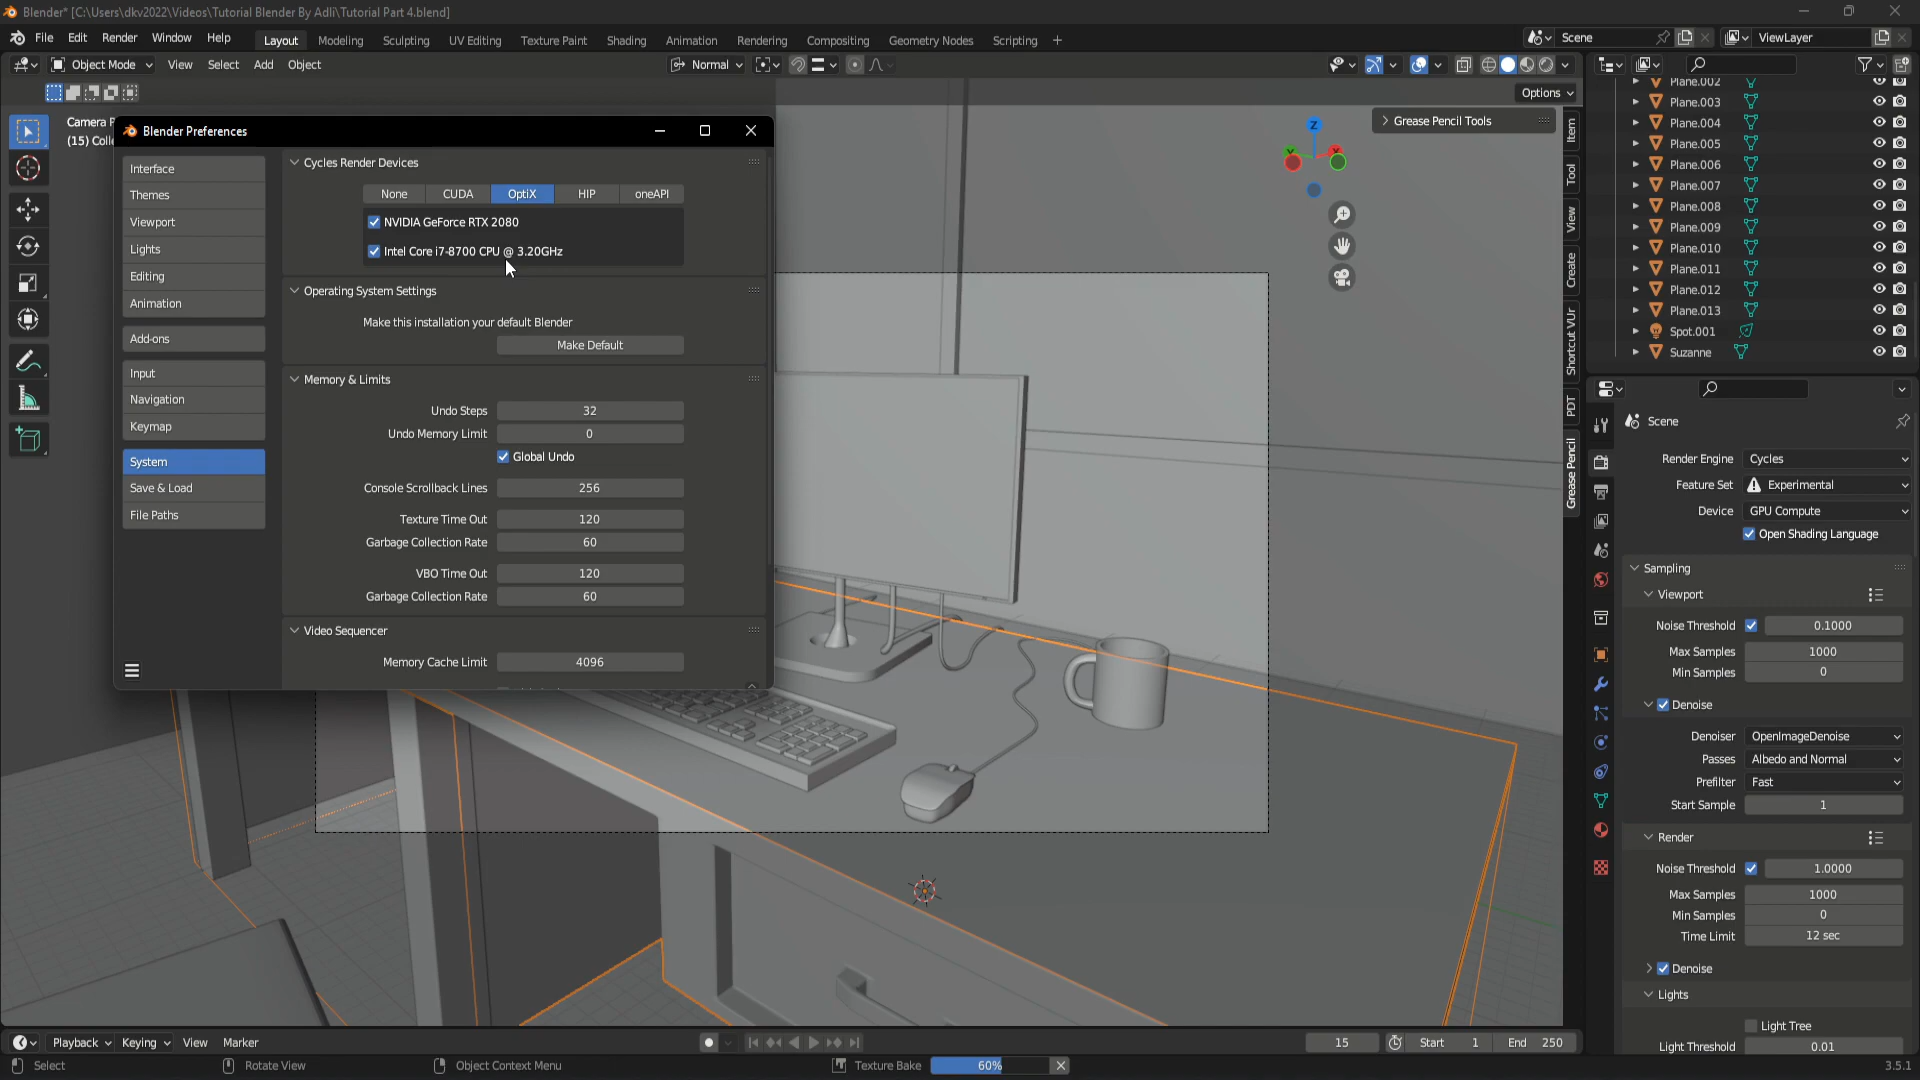 Blender* [C:\Users\dkv2022\Videos\Tutorial Blender By Adli\Tutorial Part 4.blend]
File Edit Render Window Help
Layout Modeling Sculpting UV Editing Texture Paint Shading Animation Rendering Compositing Geometry Nodes Scripting +
Scene
ViewLayer
Object Mode View Select Add Object
Normal
Options
Camera P
(15) Colle
Blender Preferences
Interface
Themes
Viewport
Lights
Editing
Animation
Add-ons
Input
Navigation
Keymap
System
Save & Load
File Paths
Cycles Render Devices
None CUDA OptiX HIP oneAPI
NVIDIA GeForce RTX 2080
Intel Core i7-8700 CPU @ 3.20GHz
Operating System Settings
Make this installation your default Blender
Make Default
Memory & Limits
Undo Steps 32
Undo Memory Limit 0
Global Undo
Console Scrollback Lines 256
Texture Time Out 120
Garbage Collection Rate 60
VBO Time Out 120
Garbage Collection Rate 60
Video Sequencer
Memory Cache Limit 4096
Z
Grease Pencil Tools
Item
Tool
View
Create
Shortcut VUr
PDT
Grease Pencil
Plane.002
Plane.003
Plane.004
Plane.005
Plane.006
Plane.007
Plane.008
Plane.009
Plane.010
Plane.011
Plane.012
Plane.013
Spot.001
Suzanne
Scene
Render Engine Cycles
Feature Set Experimental
Device GPU Compute
Open Shading Language
Sampling
Viewport
Noise Threshold 0.1000
Max Samples 1000
Min Samples 0
Denoise
Denoiser OpenImageDenoise
Passes Albedo and Normal
Prefilter Fast
Start Sample 1
Render
Noise Threshold 1.0000
Max Samples 1000
Min Samples 0
Time Limit 12 sec
Denoise
Lights
Light Tree
Light Threshold 0.01
Playback Keying View Marker
15 Start 1 End 250
Select Rotate View Object Context Menu Texture Bake 60% 3.5.1